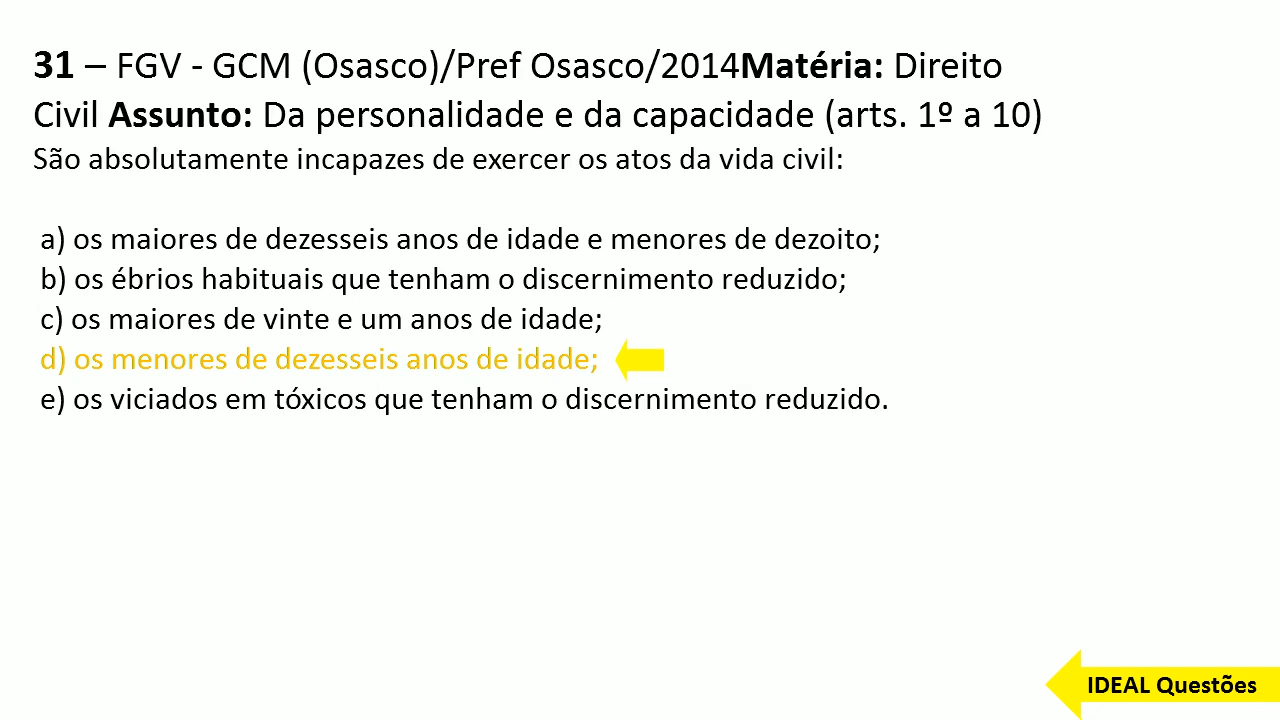 31 – FGV - GCM (Osasco)/Pref Osasco/2014Matéria: Direito
Civil Assunto: Da personalidade e da capacidade (arts. 1º a 10)
São absolutamente incapazes de exercer os atos da vida civil:
a) os maiores de dezesseis anos de idade e menores de dezoito;
b) os ébrios habituais que tenham o discernimento reduzido;
c) os maiores de vinte e um anos de idade;
d) os menores de dezesseis anos de idade;
e) os viciados em tóxicos que tenham o discernimento reduzido.
IDEAL Questões